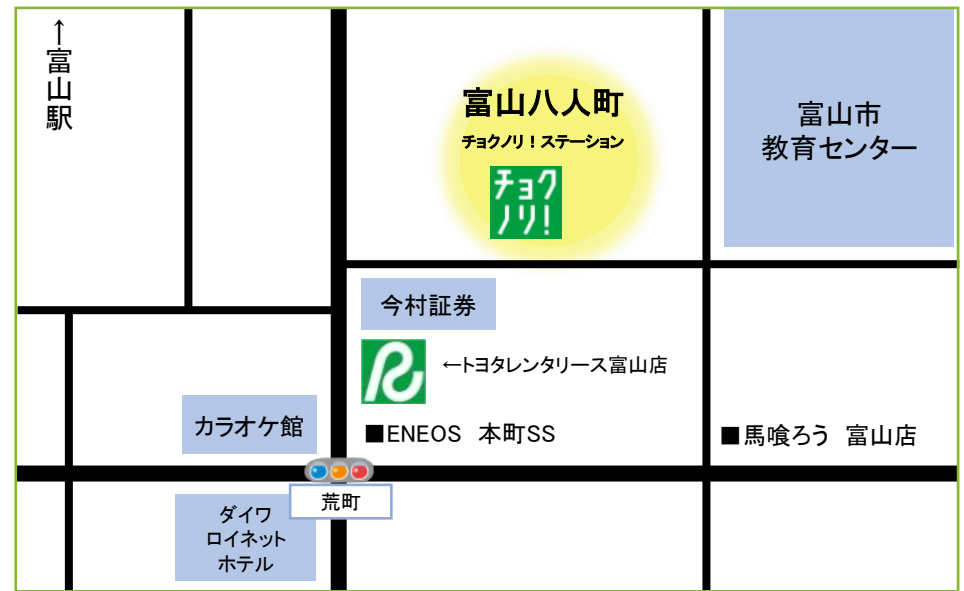 ↑富山駅
富山八人町
チョクノリ！ステーション
チョク
ノリ!
富山市
教育センター
今村証券
R
←トヨタレンタリース富山店
カラオケ館
■ENEOS　本町SS
■馬喰ろう　富山店
荒町
ダイワ
ロイネット
ホテル